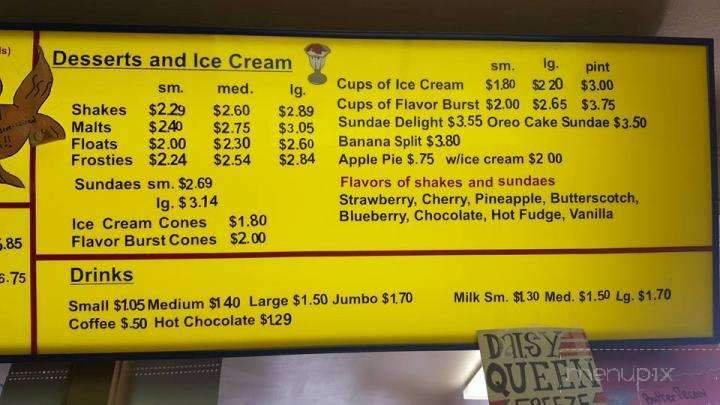 s)
5.85
6.75
Desserts and Ice Cream
sm. med. lg.
Shakes $2.29 $2.60 $2.89
Malts $2.40 $2.75 $3.05
Floats $2.00 $2.30 $2.60
Frosties $2.24 $2.54 $2.84
Sundaes sm. $2.69
lg. $3.14
Ice Cream Cones $1.80
Flavor Burst Cones $2.00
sm. lg. pint
Cups of Ice Cream $1.80 $2 20 $3.00
Cups of Flavor Burst $2.00 $2.65 $3.75
Sundae Delight $3.55 Oreo Cake Sundae $3.50
Banana Split $3.80
Apple Pie $.75 w/ice cream $2 00
Flavors of shakes and sundaes
Strawberry, Cherry, Pineapple, Butterscotch,
Blueberry, Chocolate, Hot Fudge, Vanilla
Drinks
Small $1.05 Medium $1 40 Large $1.50 Jumbo $1.70
Coffee $.50 Hot Chocolate $1.29
Milk Sm. $1.30 Med. $1.50 Lg. $1.70
DAISY
QUEEN
FREEZE
menupix
Butter Pecan